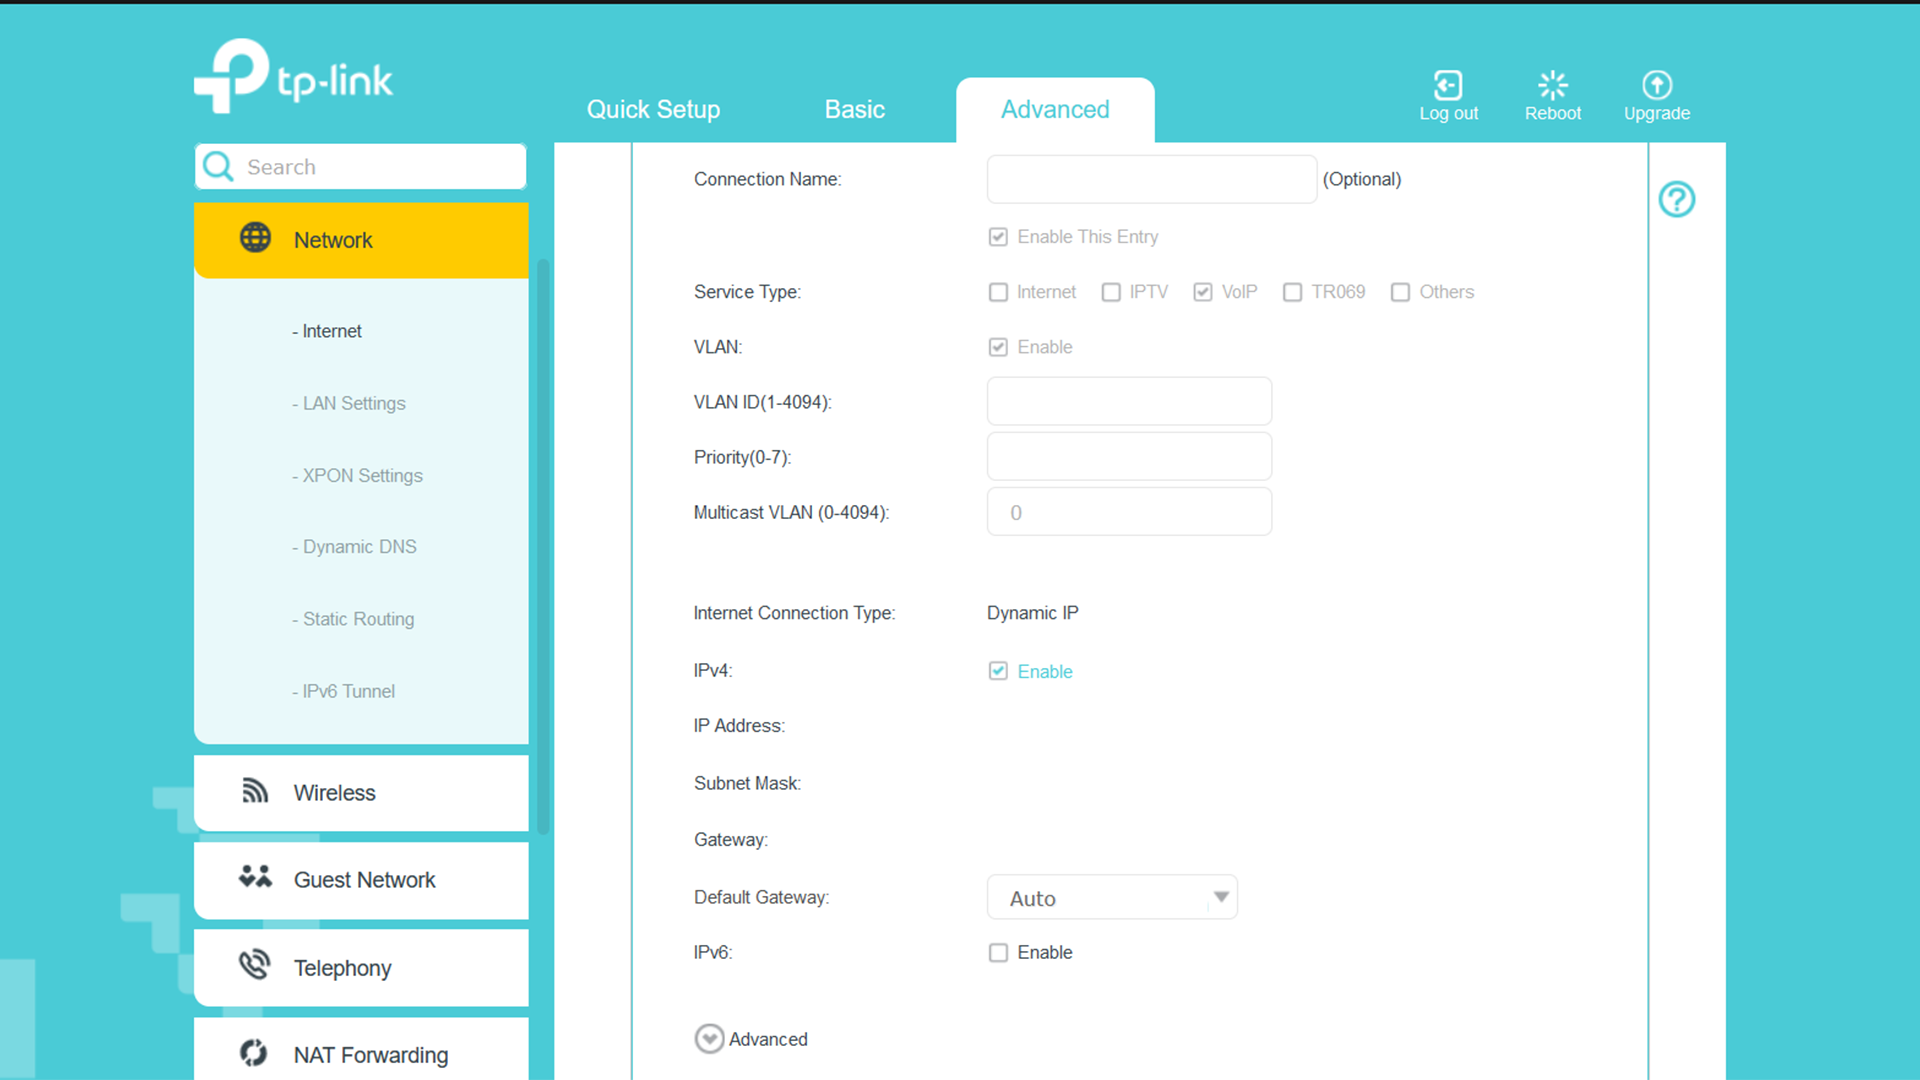 tp-link
Quick Setup
Basic
Advanced
Log out
Reboot
Upgrade
Search
Network
- Internet
- LAN Settings
- XPON Settings
- Dynamic DNS
- Static Routing
- IPv6 Tunnel
Wireless
Guest Network
Telephony
NAT Forwarding
Connection Name: (Optional)
Enable This Entry
Service Type: Internet IPTV VoIP TR069 Others
VLAN: Enable
VLAN ID(1-4094):
Priority(0-7):
Multicast VLAN (0-4094): 0
Internet Connection Type: Dynamic IP
IPv4: Enable
IP Address:
Subnet Mask:
Gateway:
Default Gateway: Auto
IPv6: Enable
Advanced
?